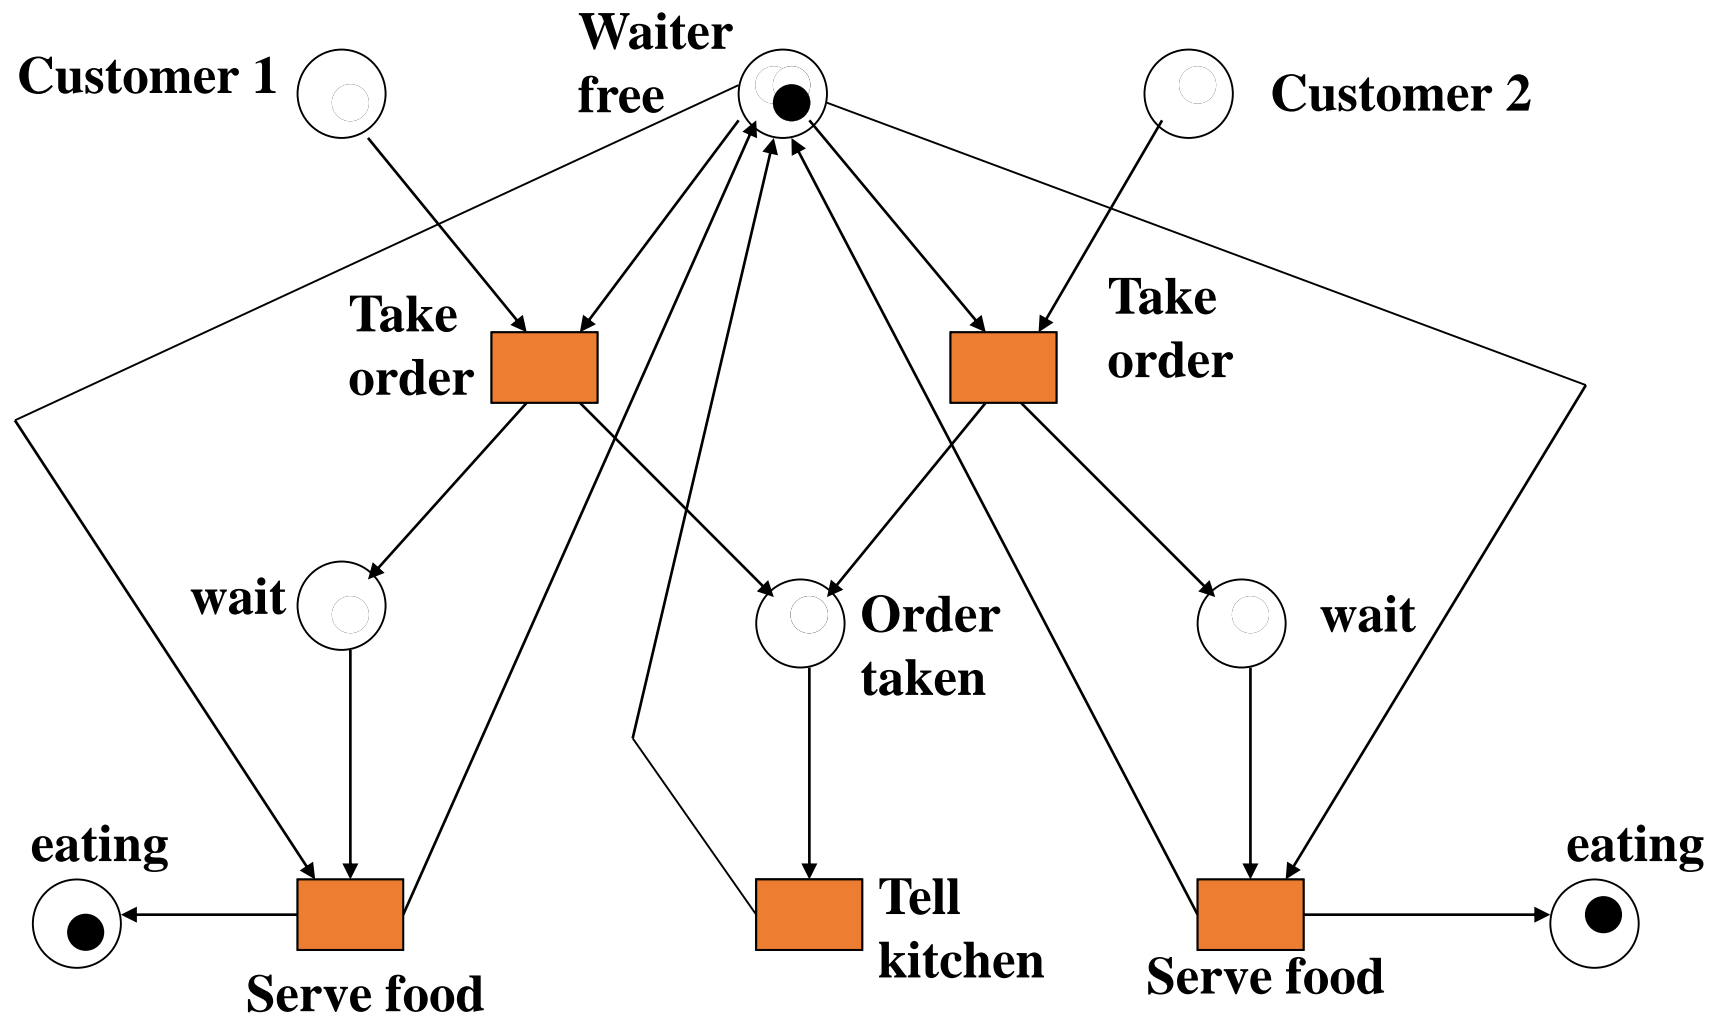 Customer 1
Waiter
free
Customer 2
Take
order
Take
order
wait
Order
taken
wait
eating
eating
Tell
kitchen
Serve food
Serve food